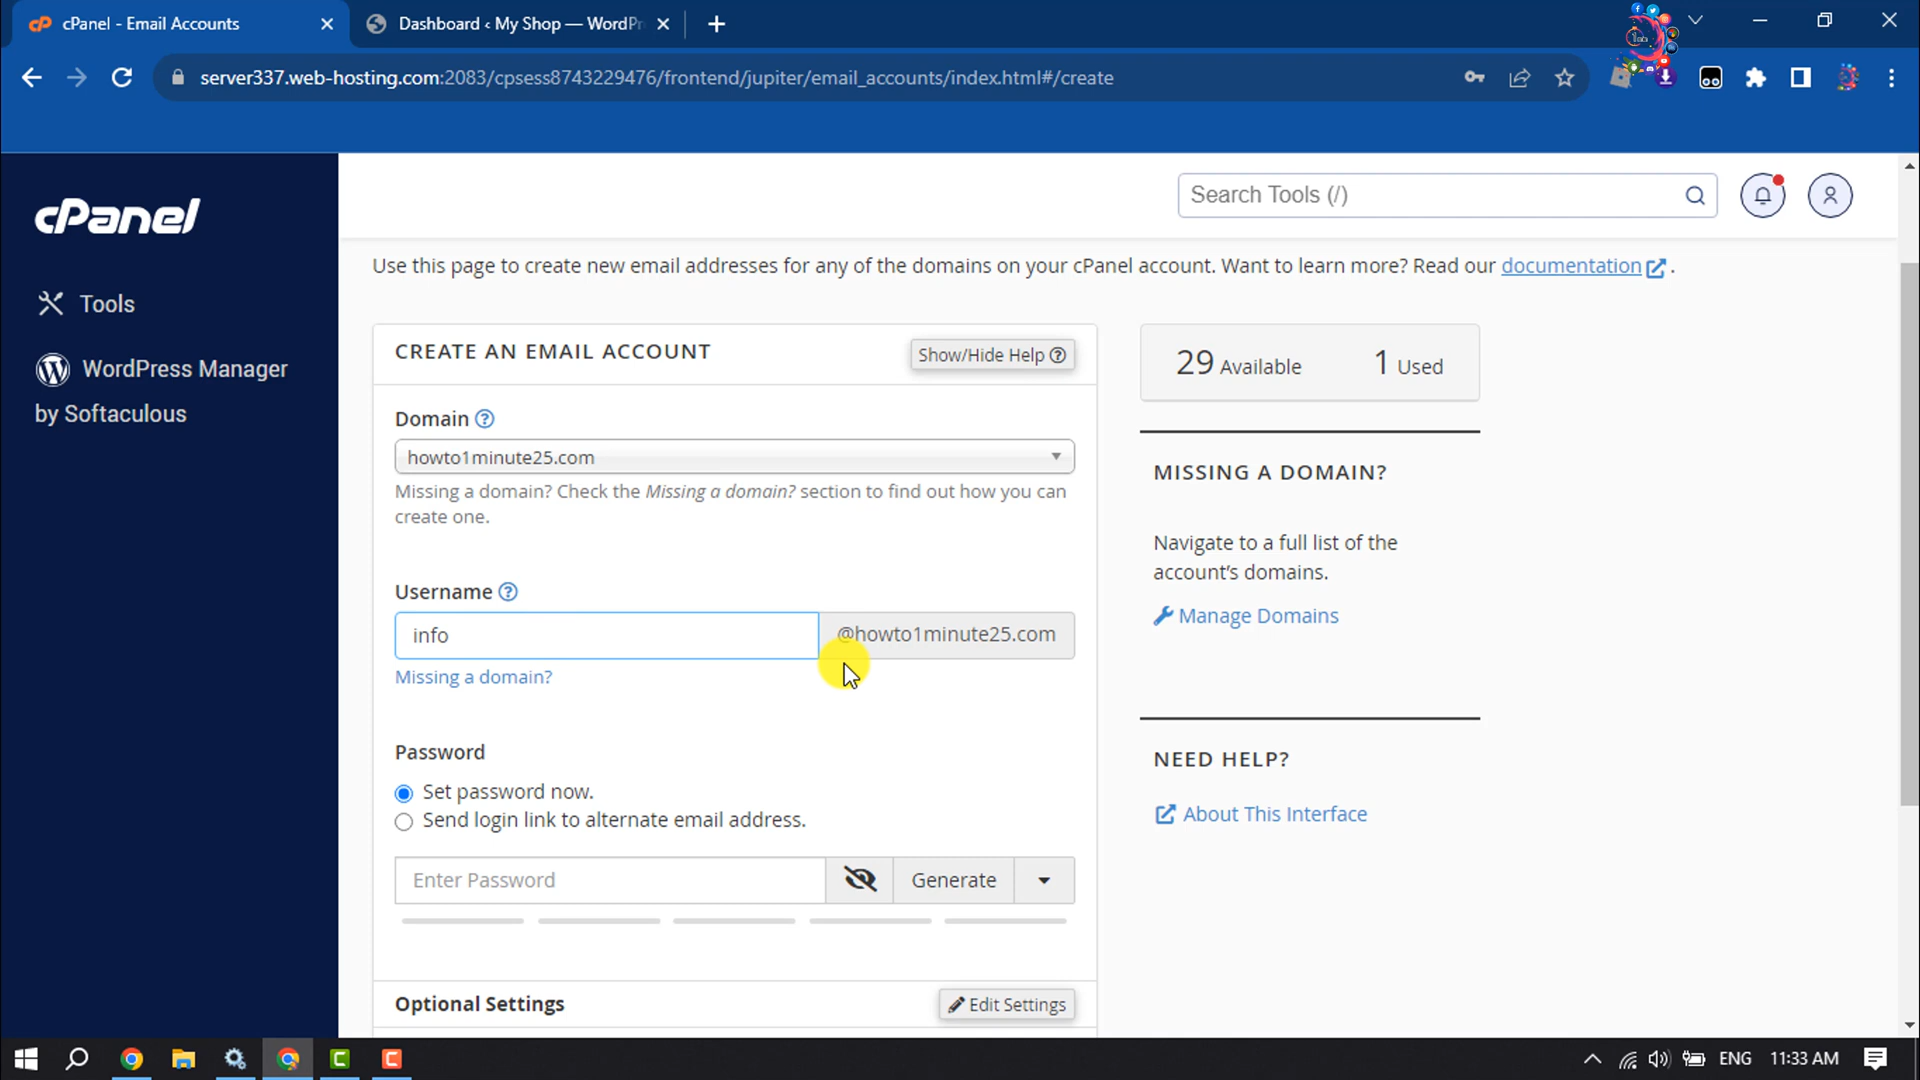 cPanel - Email Accounts
Dashboard ‹ My Shop — WordPr
server337.web-hosting.com:2083/cpsess8743229476/frontend/jupiter/email_accounts/index.html#/create
cPanel
Search Tools (/)
Tools
WordPress Manager
by Softaculous
Use this page to create new email addresses for any of the domains on your cPanel account. Want to learn more? Read our documentation .
CREATE AN EMAIL ACCOUNT
Show/Hide Help
29 Available
1 Used
Domain
howto1minute25.com
Missing a domain? Check the Missing a domain? section to find out how you can
create one.
MISSING A DOMAIN?
Navigate to a full list of the
account's domains.
Manage Domains
Username
info
@howto1minute25.com
Missing a domain?
Password
Set password now.
Send login link to alternate email address.
Enter Password
Generate
NEED HELP?
About This Interface
Optional Settings
Edit Settings
ENG
11:33 AM